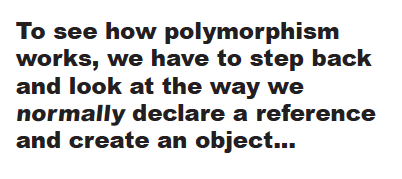 To see how polymorphism
works, we have to step back
and look at the way we
normally declare a reference
and create an object...